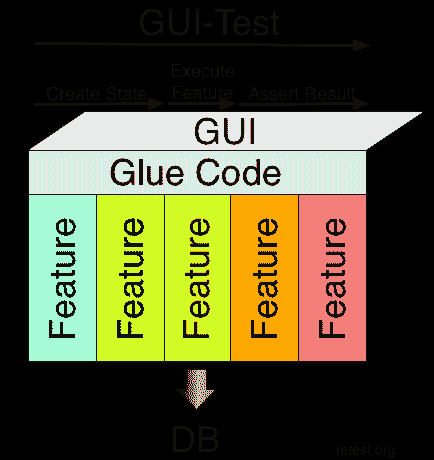 GUI-Test
Execute
Create State Feature Assert Result
GUI
Glue Code
Feature Feature Feature Feature Feature
DB
retest.org